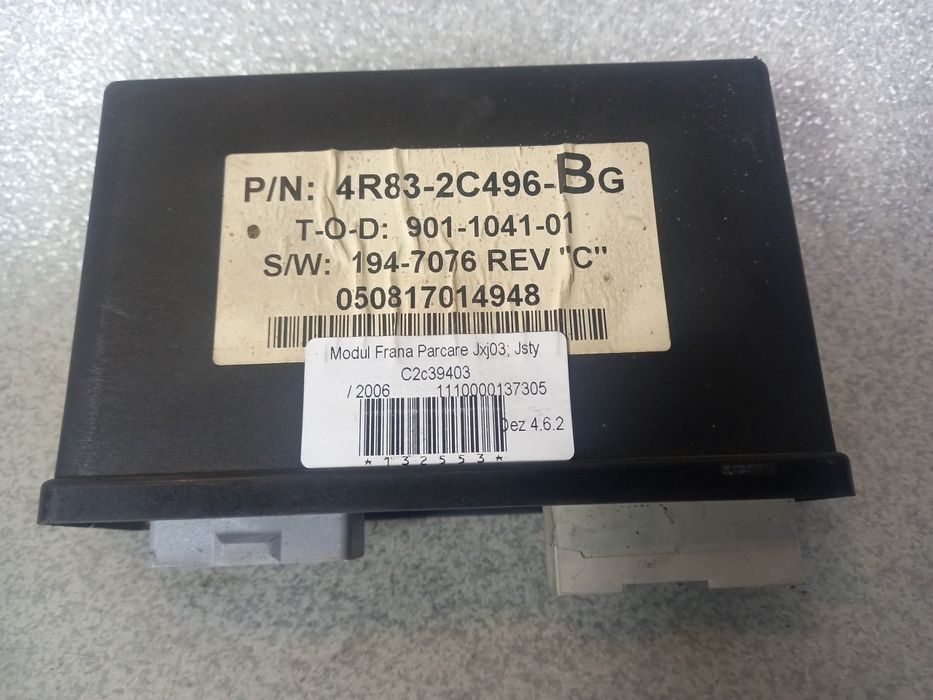 P/N: 4R83-2C496-BG
T-O-D: 901-1041-01
S/W: 194-7076 REV "C"
050817014948
Modul Frana Parcare Jxj03; Jsty
C2c39403
/ 2006 1110000137305
Dez 4.6.2
*132553*